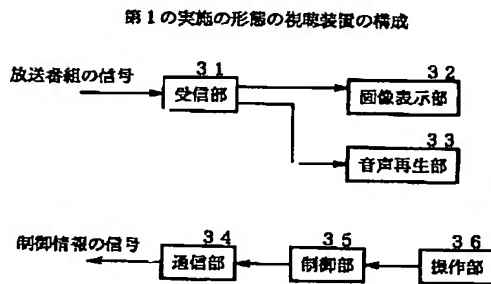 第1の実施の形態の視聴装置の構成
放送番組の信号
31
受信部
32
画像表示部
33
音声再生部
制御情報の信号
34
通信部
35
制御部
36
操作部